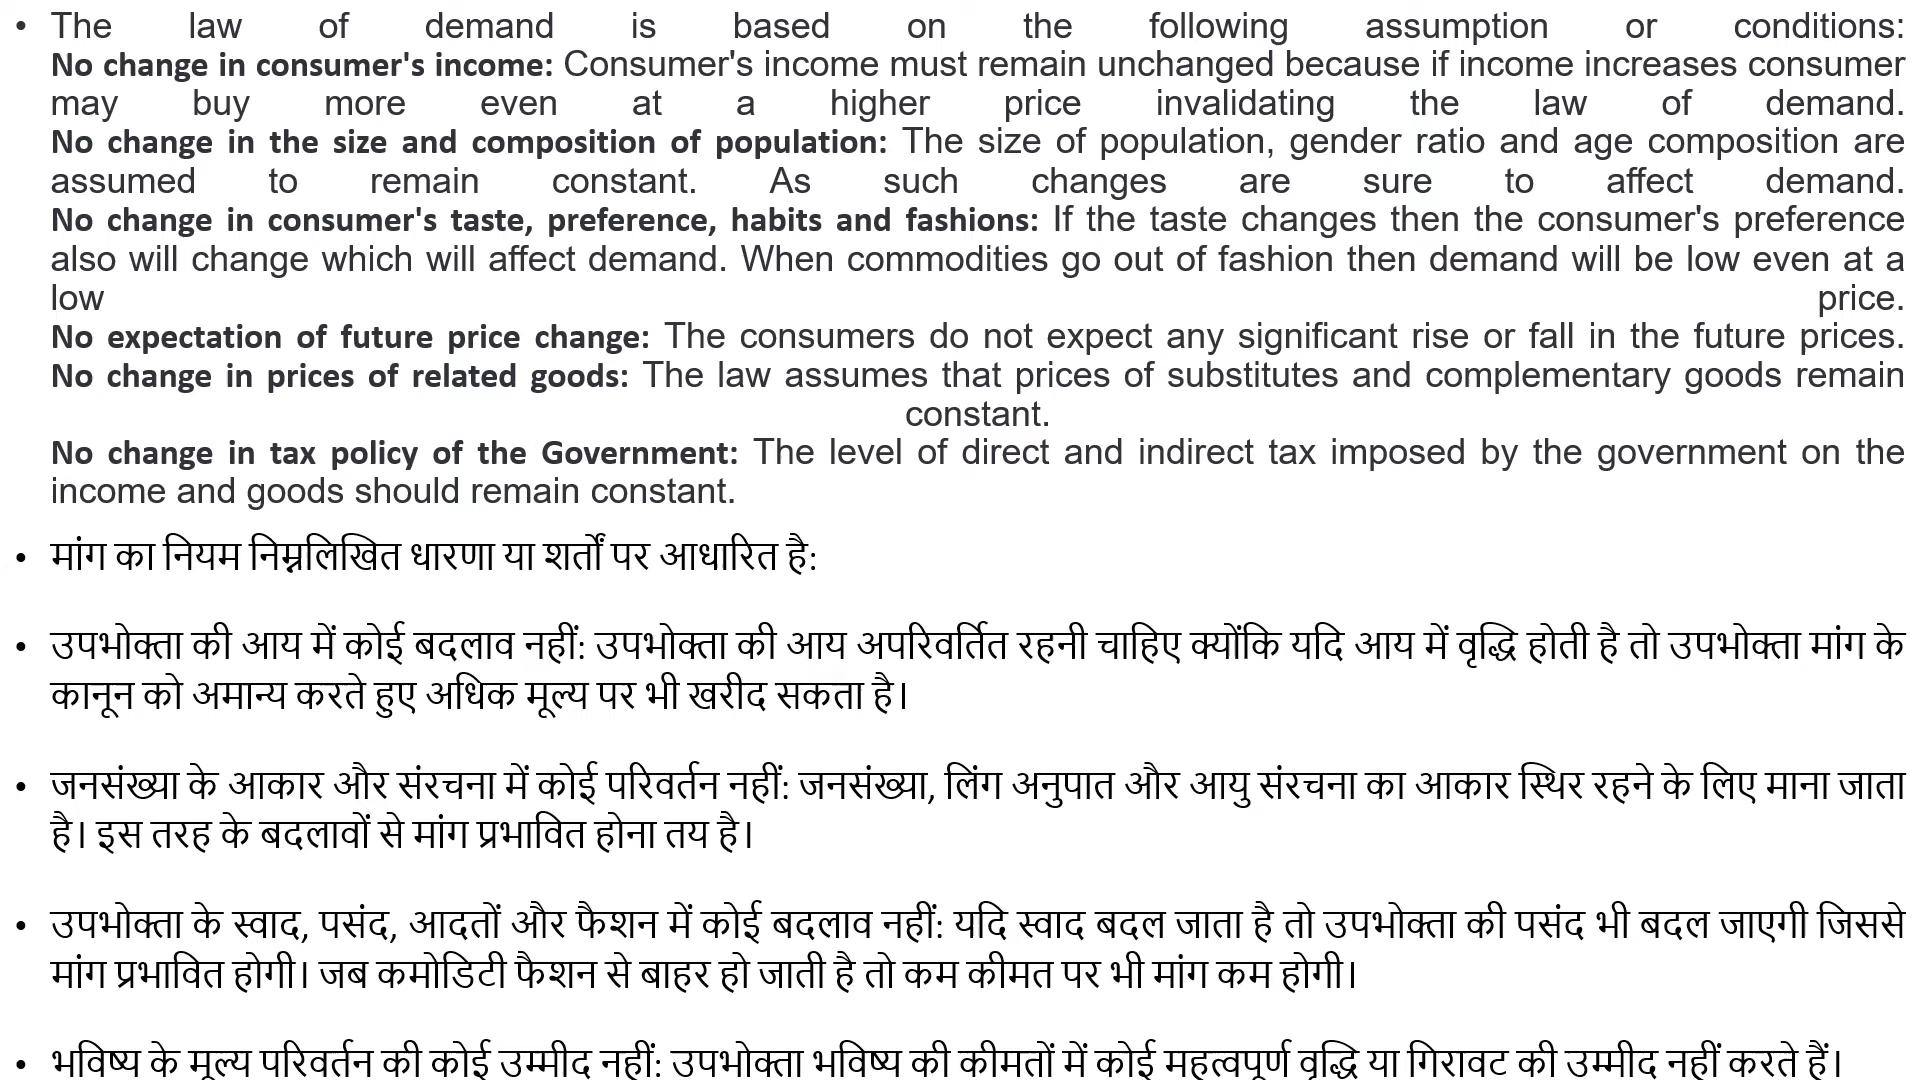 • The law of demand is based on the following assumption or conditions:
No change in consumer's income: Consumer's income must remain unchanged because if income increases consumer
may buy more even at a higher price invalidating the law of demand.
No change in the size and composition of population: The size of population, gender ratio and age composition are
assumed to remain constant. As such changes are sure to affect demand.
No change in consumer's taste, preference, habits and fashions: If the taste changes then the consumer's preference
also will change which will affect demand. When commodities go out of fashion then demand will be low even at a
low price.
No expectation of future price change: The consumers do not expect any significant rise or fall in the future prices.
No change in prices of related goods: The law assumes that prices of substitutes and complementary goods remain
constant.
No change in tax policy of the Government: The level of direct and indirect tax imposed by the government on the
income and goods should remain constant.
• मांग का नियम निम्नलिखित धारणा या शर्तों पर आधारित है:
• उपभोक्ता की आय में कोई बदलाव नहीं: उपभोक्ता की आय अपरिवर्तित रहनी चाहिए क्योंकि यदि आय में वृद्धि होती है तो उपभोक्ता मांग के
कानून को अमान्य करते हुए अधिक मूल्य पर भी खरीद सकता है।
• जनसंख्या के आकार और संरचना में कोई परिवर्तन नहीं: जनसंख्या, लिंग अनुपात और आयु संरचना का आकार स्थिर रहने के लिए माना जाता
है। इस तरह के बदलावों से मांग प्रभावित होना तय है।
• उपभोक्ता के स्वाद, पसंद, आदतों और फैशन में कोई बदलाव नहीं: यदि स्वाद बदल जाता है तो उपभोक्ता की पसंद भी बदल जाएगी जिससे
मांग प्रभावित होगी। जब कमोडिटी फैशन से बाहर हो जाती है तो कम कीमत पर भी मांग कम होगी।
• भविष्य के मूल्य परिवर्तन की कोई उम्मीद नहीं: उपभोक्ता भविष्य की कीमतों में कोई महत्वपूर्ण वृद्धि या गिरावट की उम्मीद नहीं करते हैं।